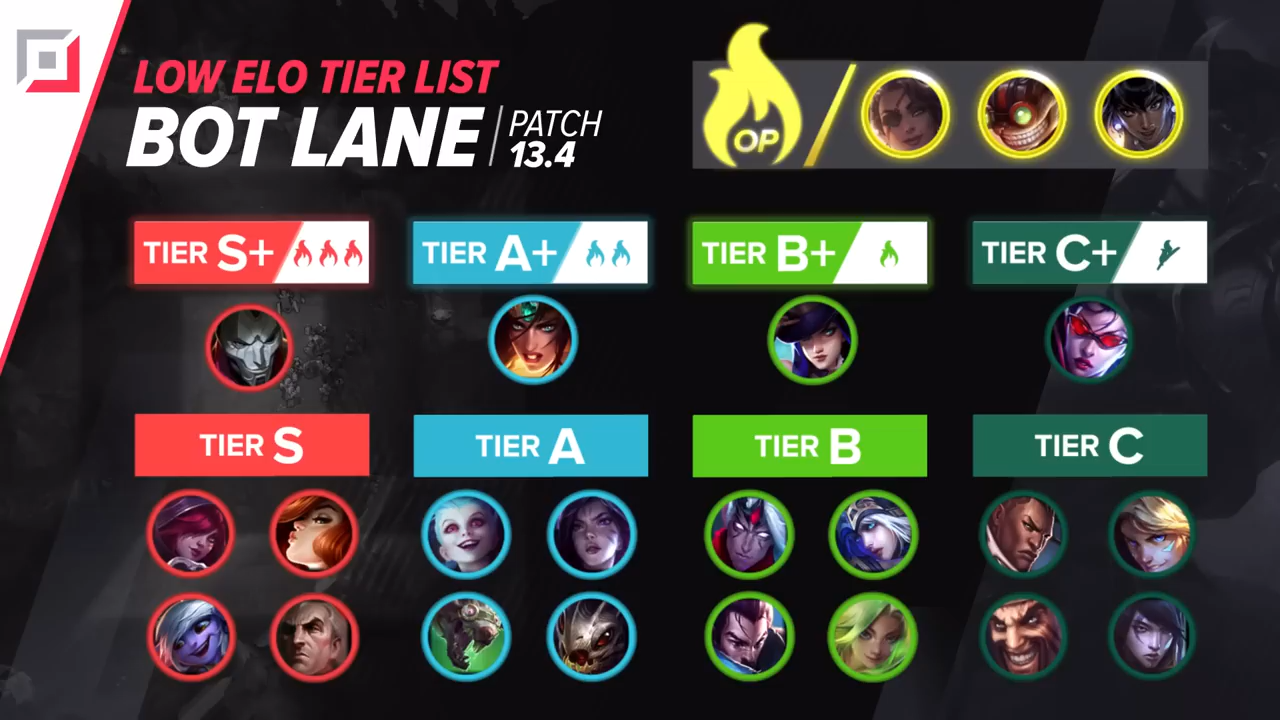 LOW ELO TIER LIST
BOT LANE
PATCH
13.4
OP
TIER S+
TIER A+
TIER B+
TIER C+
TIER S
TIER A
TIER B
TIER C